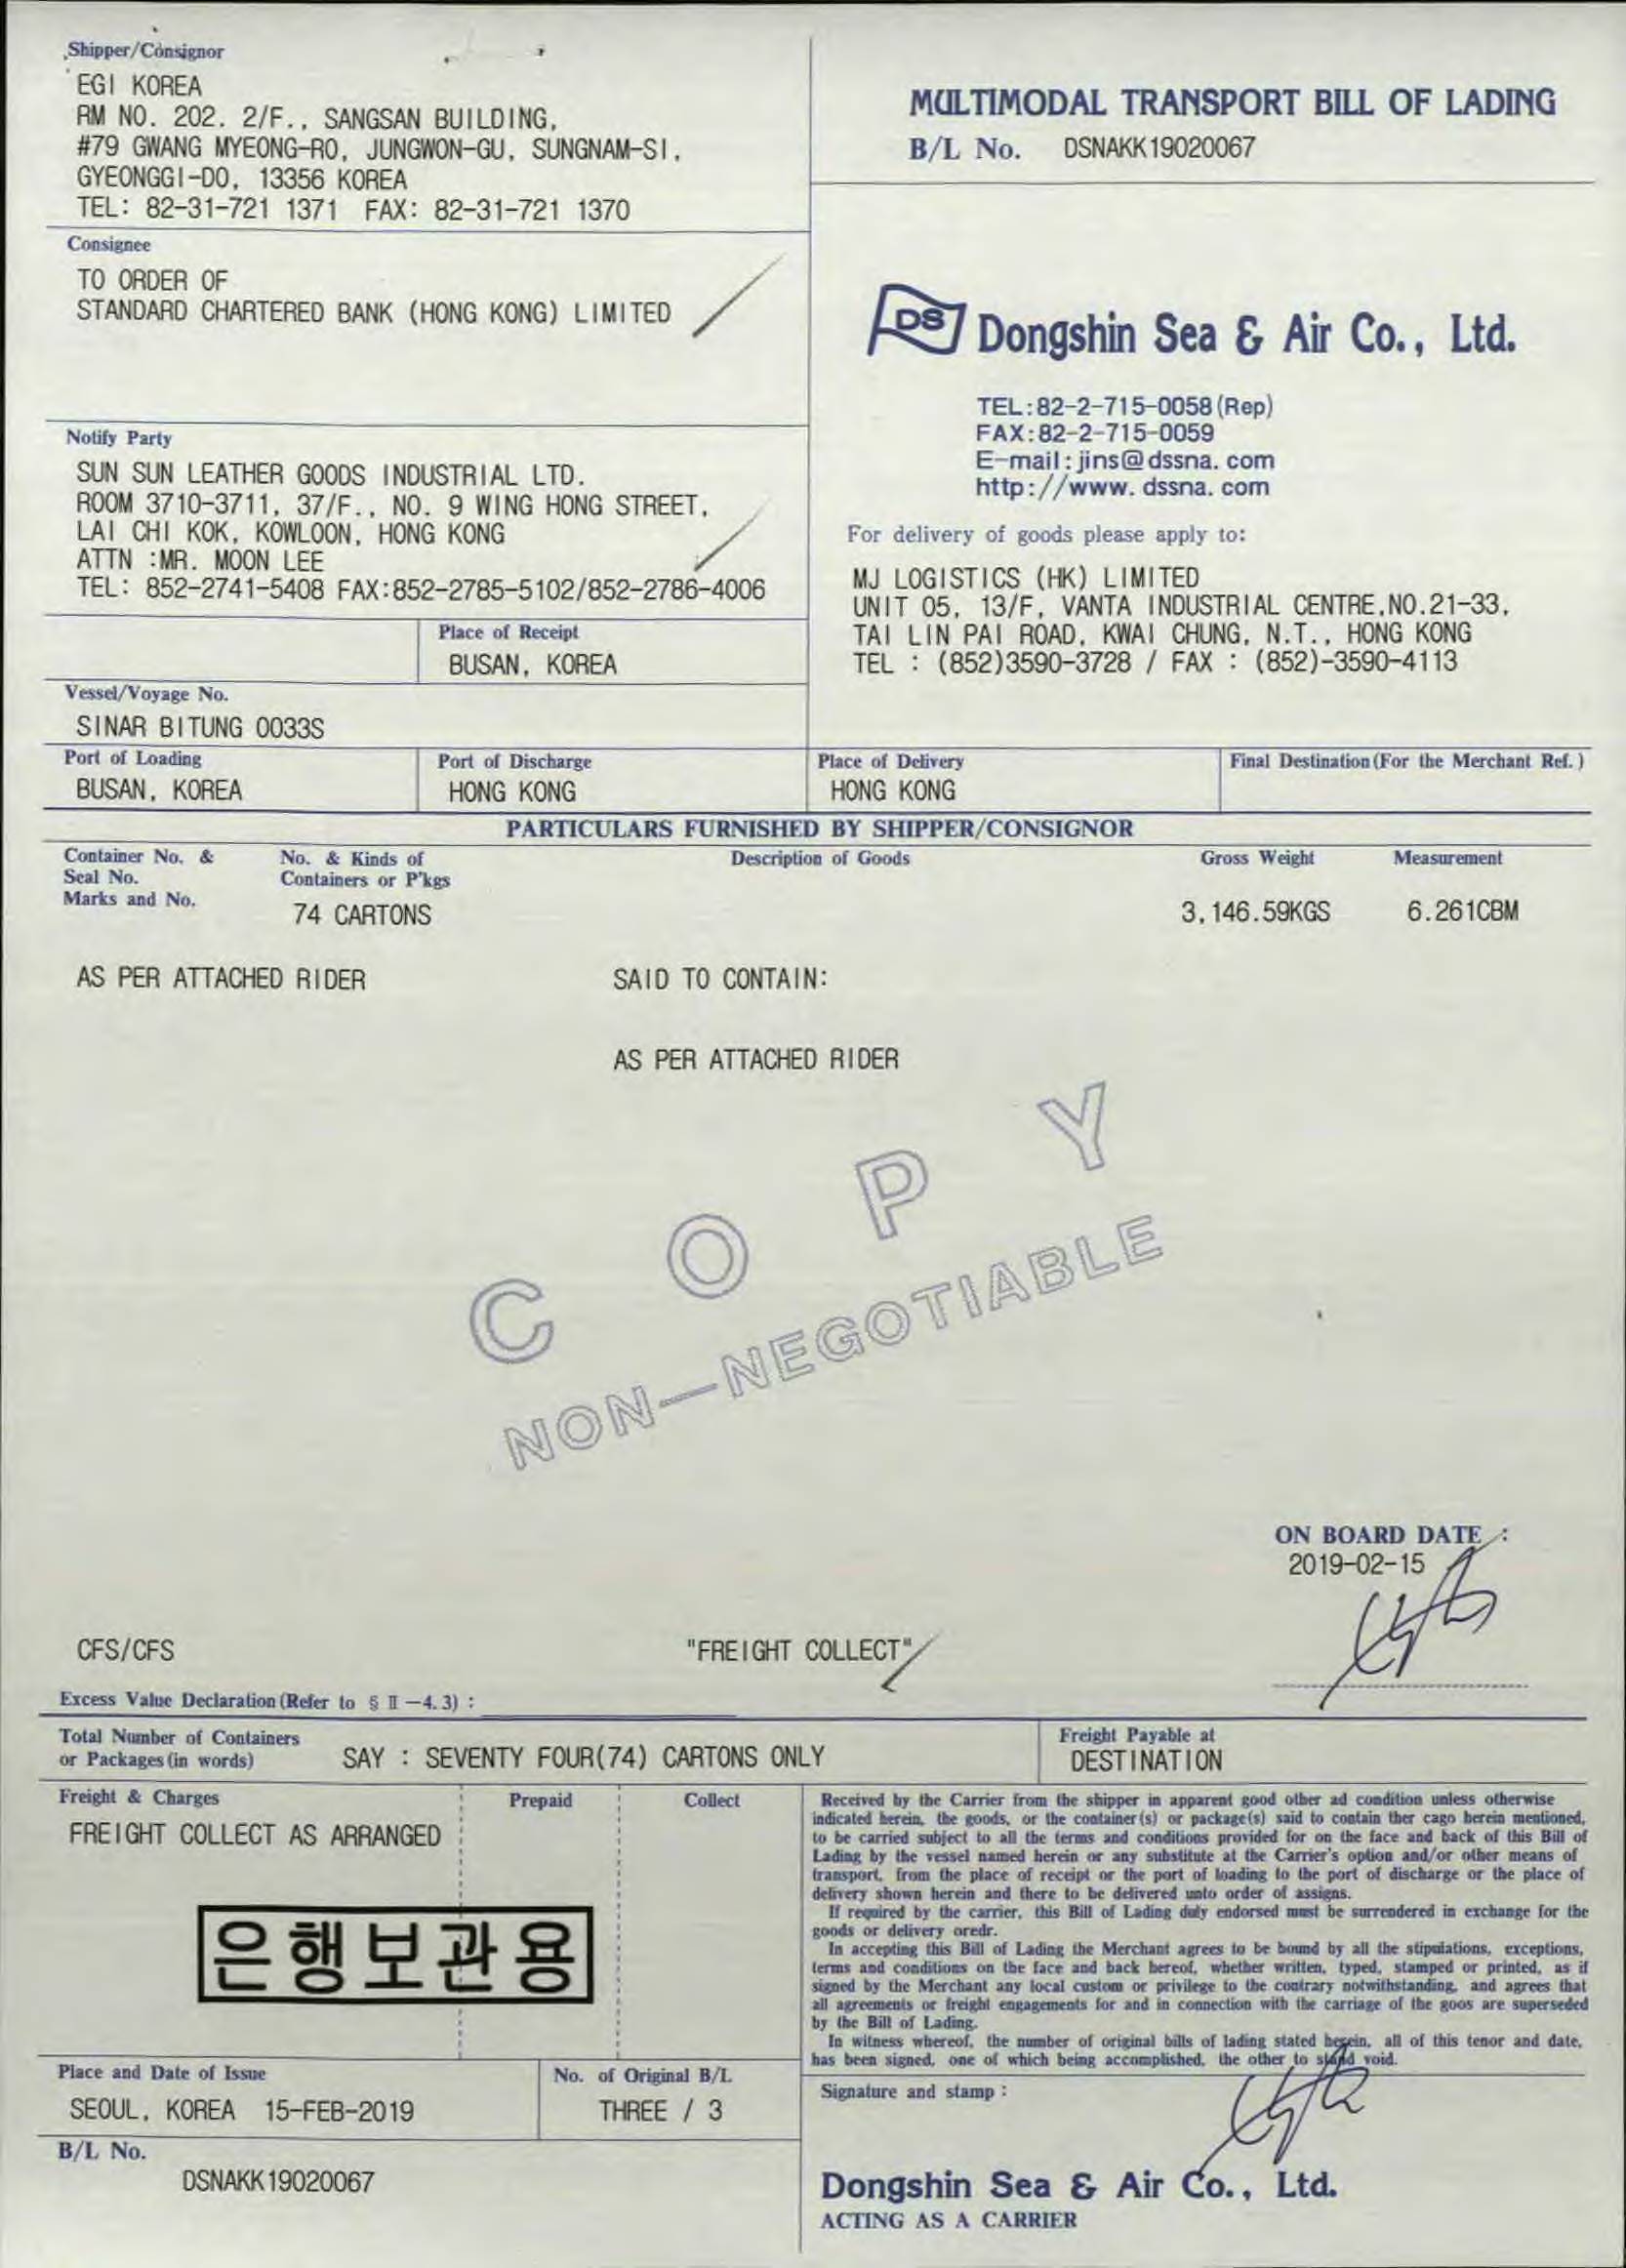 Shipper/Consignor
EGI KOREA
RM NO. 202. 2/F., SANGSAN BUILDING,
#79 GWANG MYEONG-RO, JUNGWON-GU, SUNGNAM-SI,
GYEONGGI-DO, 13356 KOREA
TEL: 82-31-721 1371 FAX: 82-31-721 1370
MULTIMODAL TRANSPORT BILL OF LADING
B/L No. DSNAKK19020067
Consignee
TO ORDER OF
STANDARD CHARTERED BANK (HONG KONG) LIMITED
DS Dongshin Sea & Air Co., Ltd.
TEL:82-2-715-0058(Rep)
FAX:82-2-715-0059
E-mail:jins@dssna.com
http://www.dssna.com
Notify Party
SUN SUN LEATHER GOODS INDUSTRIAL LTD.
ROOM 3710-3711, 37/F., NO. 9 WING HONG STREET,
LAI CHI KOK, KOWLOON, HONG KONG
ATTN :MR. MOON LEE
TEL: 852-2741-5408 FAX:852-2785-5102/852-2786-4006
For delivery of goods please apply to:
MJ LOGISTICS (HK) LIMITED
UNIT 05, 13/F, VANTA INDUSTRIAL CENTRE,NO.21-33,
TAI LIN PAI ROAD, KWAI CHUNG, N.T., HONG KONG
TEL : (852)3590-3728 / FAX : (852)-3590-4113
Place of Receipt
BUSAN, KOREA
Vessel/Voyage No.
SINAR BITUNG 0033S
Port of Loading Port of Discharge Place of Delivery Final Destination(For the Merchant Ref.)
BUSAN, KOREA HONG KONG HONG KONG
PARTICULARS FURNISHED BY SHIPPER/CONSIGNOR
Container No. & No. & Kinds of Description of Goods Gross Weight Measurement
Seal No. Containers or P'kgs
Marks and No.
74 CARTONS 3,146.59KGS 6.261CBM
AS PER ATTACHED RIDER SAID TO CONTAIN:
AS PER ATTACHED RIDER
COPY
NON-NEGOTIABLE
ON BOARD DATE :
2019-02-15
CFS/CFS "FREIGHT COLLECT"
Excess Value Declaration(Refer to § Ⅱ-4.3) :
Total Number of Containers
or Packages(in words) SAY : SEVENTY FOUR(74) CARTONS ONLY
Freight Payable at
DESTINATION
Freight & Charges Prepaid Collect
FREIGHT COLLECT AS ARRANGED
은행보관용
Received by the Carrier from the shipper in apparent good other ad condition unless otherwise
indicated herein, the goods, or the container(s) or package(s) said to contain ther cago herein mentioned,
to be carried subject to all the terms and conditions provided for on the face and back of this Bill of
Lading by the vessel named herein or any substitute at the Carrier's option and/or other means of
transport, from the place of receipt or the port of loading to the port of discharge or the place of
delivery shown herein and there to be delivered unto order of assigns.
If required by the carrier, this Bill of Lading duly endorsed must be surrendered in exchange for the
goods or delivery oredr.
In accepting this Bill of Lading the Merchant agrees to be bound by all the stipulations, exceptions,
terms and conditions on the face and back hereof, whether written, typed, stamped or printed, as if
signed by the Merchant any local custom or privilege to the contrary notwithstanding, and agrees that
all agreements or freight engagements for and in connection with the carriage of the goos are superseded
by the Bill of Lading.
In witness whereof, the number of original bills of lading stated herein, all of this tenor and date,
has been signed, one of which being accomplished, the other to stand void.
Place and Date of Issue No. of Original B/L
SEOUL, KOREA 15-FEB-2019 THREE / 3
B/L No.
DSNAKK19020067
Signature and stamp :
Dongshin Sea & Air Co., Ltd.
ACTING AS A CARRIER